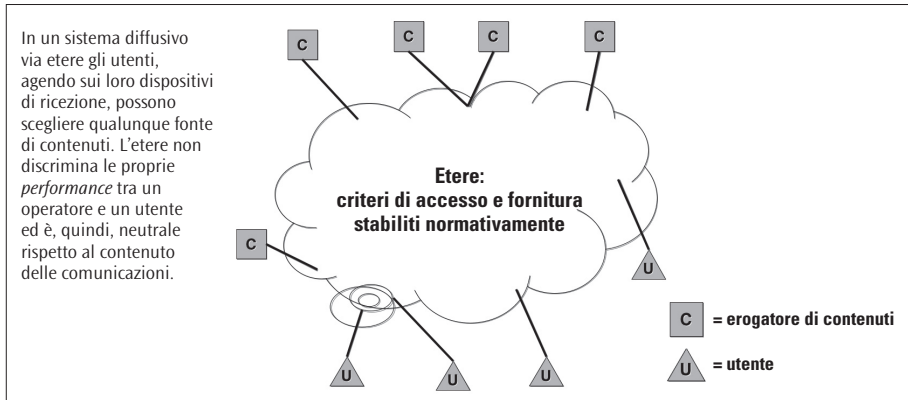 In un sistema diffusivo
via etere gli utenti,
agendo sui loro dispositivi
di ricezione, possono
scegliere qualunque fonte
di contenuti. L'etere non
discrimina le proprie
performance tra un
operatore e un utente
ed è, quindi, neutrale
rispetto al contenuto
delle comunicazioni.
C
C
C
C
Etere:
criteri di accesso e fornitura
stabiliti normativamente
C
U
U
U
U
C = erogatore di contenuti
U = utente